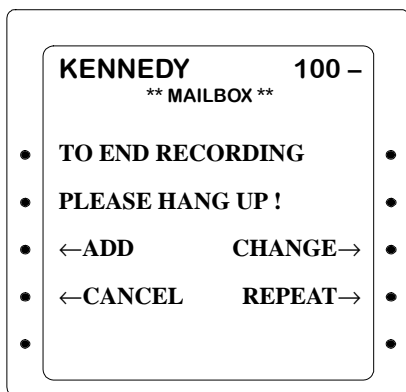 KENNEDY 100 –
** MAILBOX **
TO END RECORDING
PLEASE HANG UP !
←ADD CHANGE→
←CANCEL REPEAT→